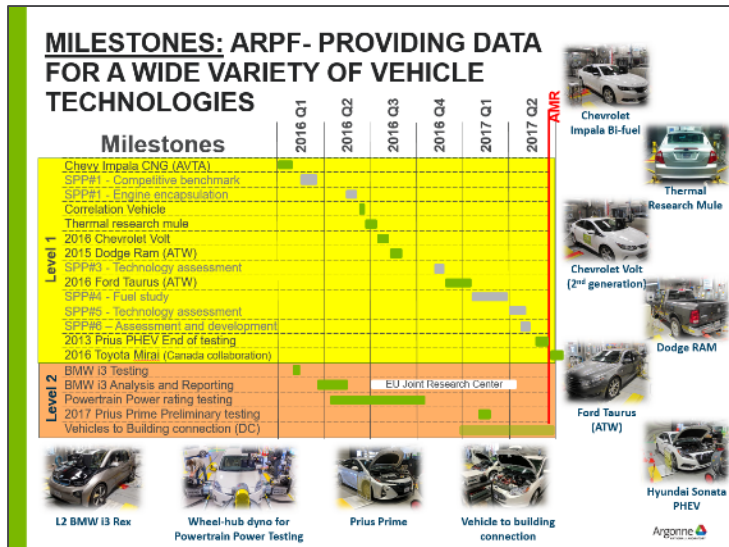 MILESTONES: ARPF- PROVIDING DATA
FOR A WIDE VARIETY OF VEHICLE
TECHNOLOGIES
Milestones
2016 Q1
2016 Q2
2016 Q3
2016 Q4
2017 Q1
2017 Q2
AMR
Level 1
Chevy Impala CNG (AVTA)
SPP#1 - Competitive benchmark
SPP#1 - Engine encapsulation
Correlation Vehicle
Thermal research mule
2016 Chevrolet Volt
2015 Dodge Ram (ATW)
SPP#3 - Technology assessment
2016 Ford Taurus (ATW)
SPP#4 - Fuel study
SPP#5 - Technology assessment
SPP#6 – Assessment and development
2013 Prius PHEV End of testing
2016 Toyota Mirai (Canada collaboration)
Level 2
BMW i3 Testing
BMW i3 Analysis and Reporting
EU Joint Research Center
Powertrain Power rating testing
2017 Prius Prime Preliminary testing
Vehicles to Building connection (DC)
Chevrolet
Impala Bi-fuel
Thermal
Research Mule
Chevrolet Volt
(2nd generation)
Dodge RAM
Ford Taurus
(ATW)
Hyundai Sonata
PHEV
L2 BMW i3 Rex
Wheel-hub dyno for
Powertrain Power Testing
Prius Prime
Vehicle to building
connection
Argonne